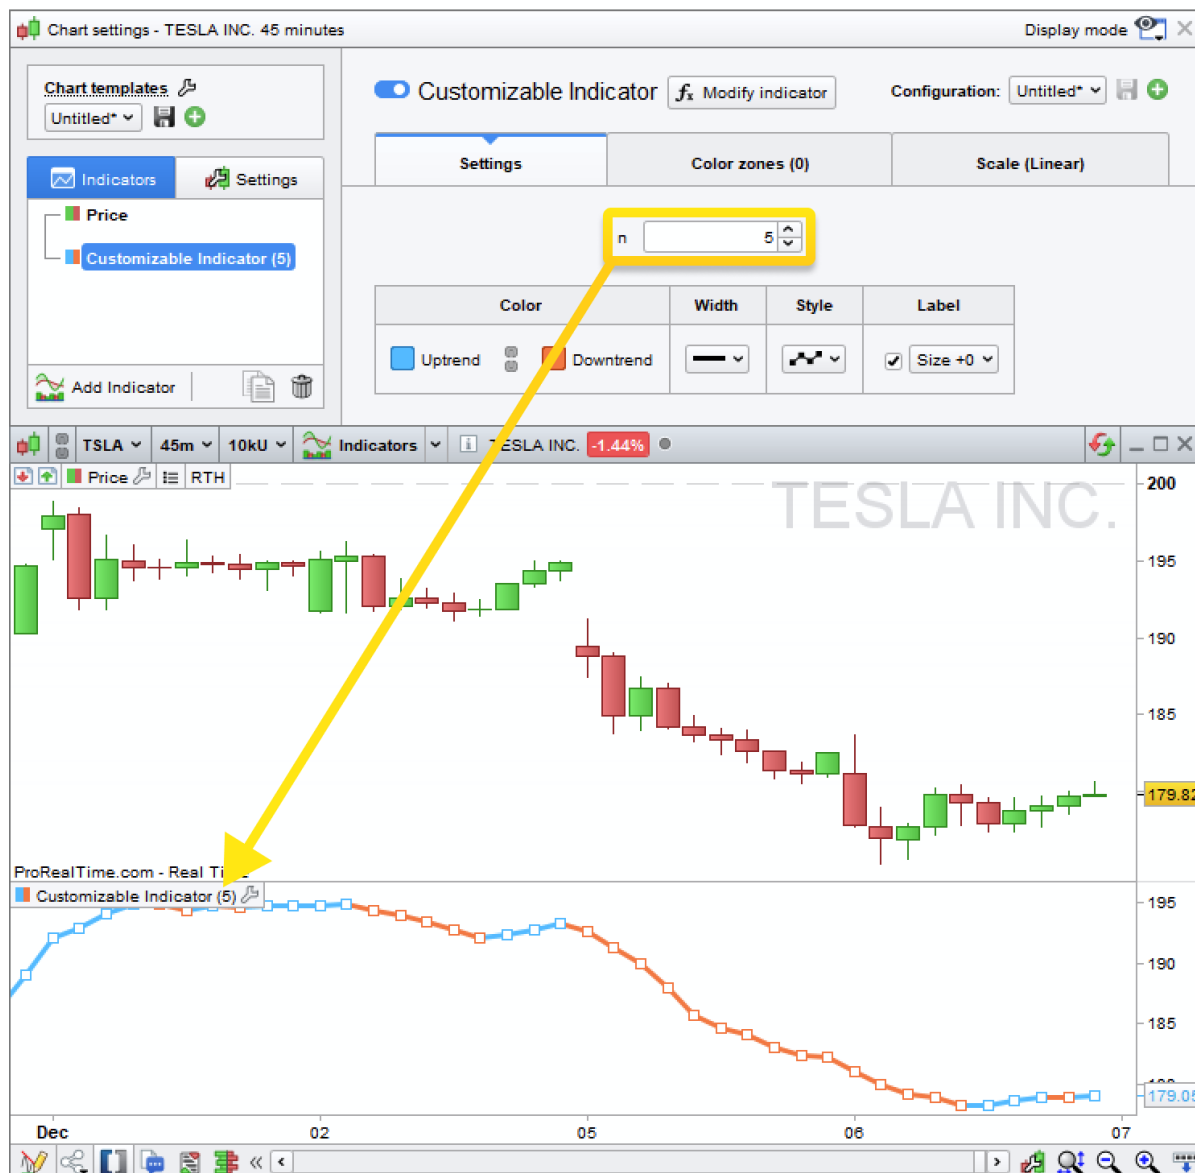 Chart settings - TESLA INC. 45 minutes
Display mode
Chart templates
Untitled*
Customizable Indicator
fx Modify indicator
Configuration:
Untitled*
Indicators
Settings
Settings
Color zones (0)
Scale (Linear)
Price
Customizable Indicator (5)
n
5
Color
Width
Style
Label
Uptrend
Downtrend
Size +0
Add Indicator
TSLA
45m
10kU
Indicators
TESLA INC.
-1.44%
Price
RTH
TESLA INC.
200
195
190
185
179.82
ProRealTime.com - Real
Customizable Indicator (5)
195
190
185
179.05
Dec
02
05
06
07